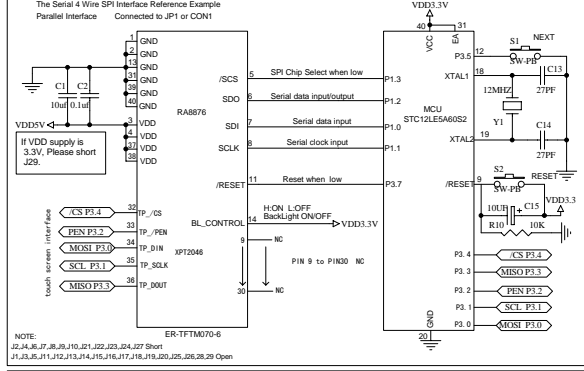 The Serial 4 Wire SPI Interface Reference Example
Parallel Interface Connected to JP1 or CON1
VDD3.3V
1 GND
2 GND
13 GND
31 GND
39 GND
40 GND
3 VDD
4 VDD
37 VDD
38 VDD
C1 C2
10uf 0.1uf
VDD5V
If VDD supply is
3.3V, Please short
J29.
RA8876
/SCS 5 SPI Chip Select when low P1.3
SDO 6 Serial data input/output P1.2
SDI 7 Serial data input P1.0
SCLK 8 Serial clock input P1.1
/RESET 11 Reset when low P3.7
H:ON L:OFF
BL_CONTROL 14 BackLight ON/OFF VDD3.3V
9 NC
PIN 9 to PIN30 NC
30 NC
touch screen interface
/CS P3.4 32 TP_/CS
PEN P3.2 33 TP_/PEN
MOSI P3.0 34 TP_DIN
SCL P3.1 35 TP_SCLK
MISO P3.3 36 TP_DOUT
XPT2046
ER-TFTM070-6
40 31
VCC EA
MCU
STC12LE5A60S2
P3.5 12 S1 NEXT
SW-PB
XTAL1 18 C13
12MHZ 27PF
Y1
XTAL2 19 C14
27PF
S2
/RESET 9 RESET
SW-PB
10UF + C15 VDD3.3
R10 10K
P3. 4 /CS P3.4
P3. 3 MISO P3.3
P3. 2 PEN P3.2
P3. 1 SCL P3.1
P3. 0 MOSI P3.0
GND
20
NOTE:
J2,J4,J6,J7,J8,J9,J10,J21,J22,J23,J24,J27 Short
J1,J3,J5,J11,J12,J13,J14,J15,J16,J17,J18,J19,J20,J25,J26,28,29 Open